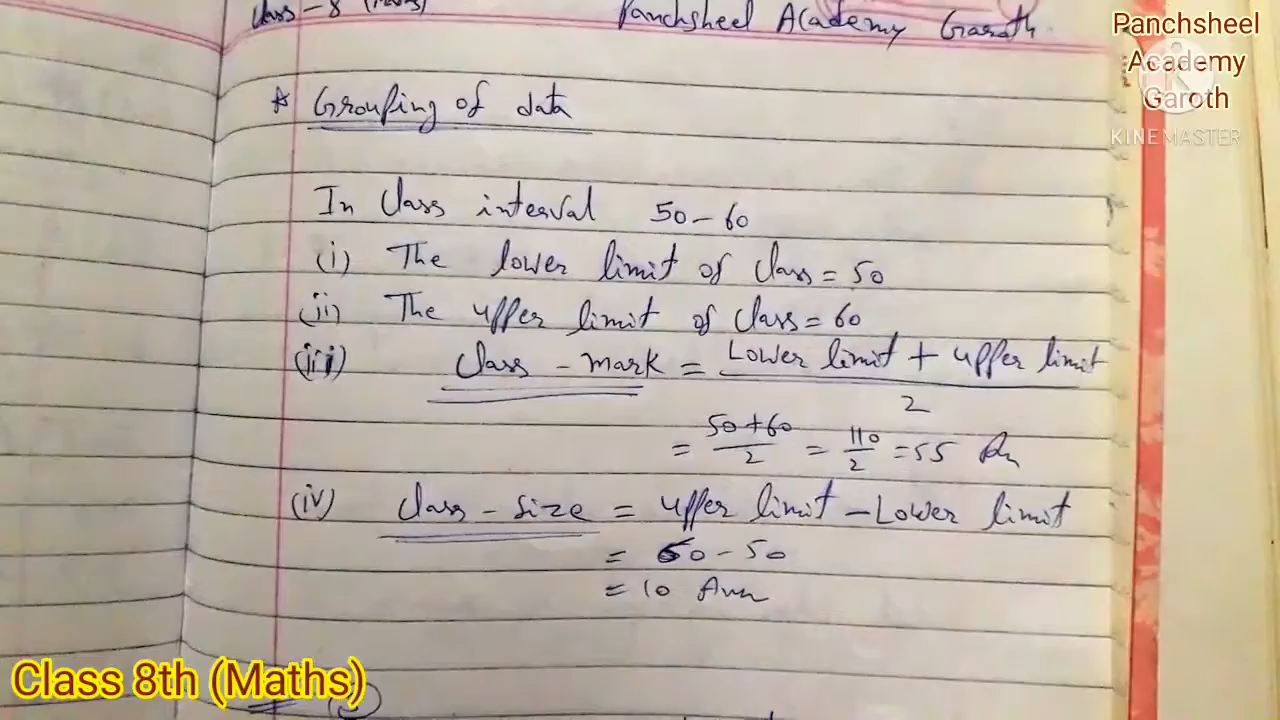 Class - 8 (Maths)
Panchsheel Academy Garoth
Panchsheel
Academy
Garoth
KINEMASTER
* Grouping of data
In Class interval 50-60
(i) The lower limit of class = 50
(ii) The upper limit of class = 60
(iii) Class - mark = Lower limit + upper limit
2
= 50+60/2 = 110/2 = 55 An
(iv) Class - size = upper limit - Lower limit
= 60 - 50
= 10 Ans
Class 8th (Maths)